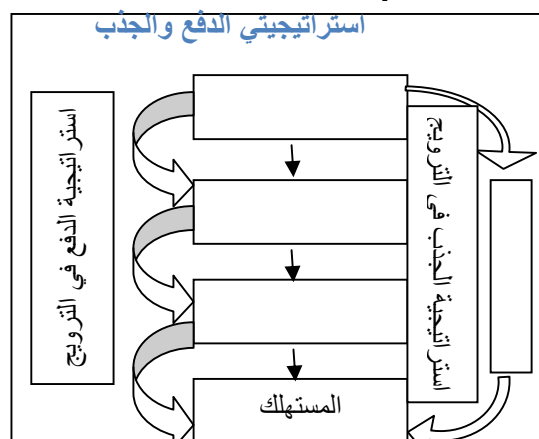 استراتيجيتي الدفع والجذب
استراتيجية الدفع في الترويج
استراتيجية الجذب في الترويج
المستهلك